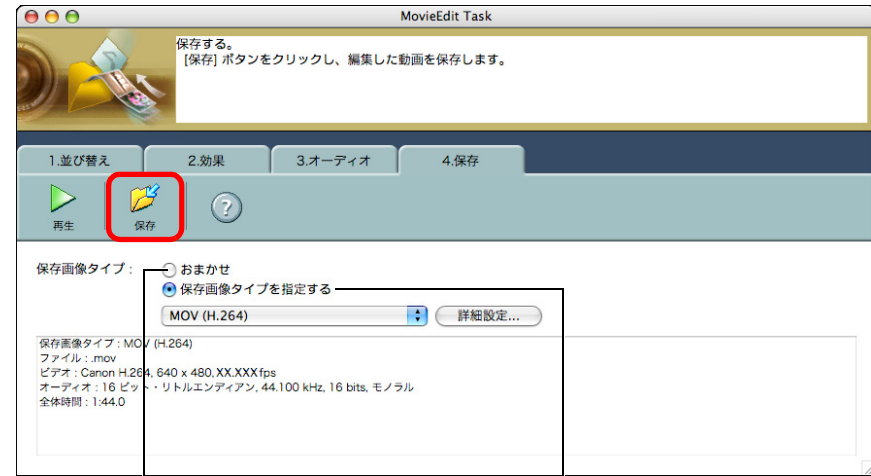 MovieEdit Task
保存する。
[保存] ボタンをクリックし、編集した動画を保存します。
1.並び替え 2.効果 3.オーディオ 4.保存
再生 保存 ?
保存画像タイプ : おまかせ
保存画像タイプを指定する
MOV (H.264) 詳細設定...
保存画像タイプ : MOV (H.264)
ファイル : .mov
ビデオ : Canon H.264, 640 x 480, XX.XXX fps
オーディオ : 16 ビット・リトルエンディアン, 44.100 kHz, 16 bits, モノラル
全体時間 : 1:44.0